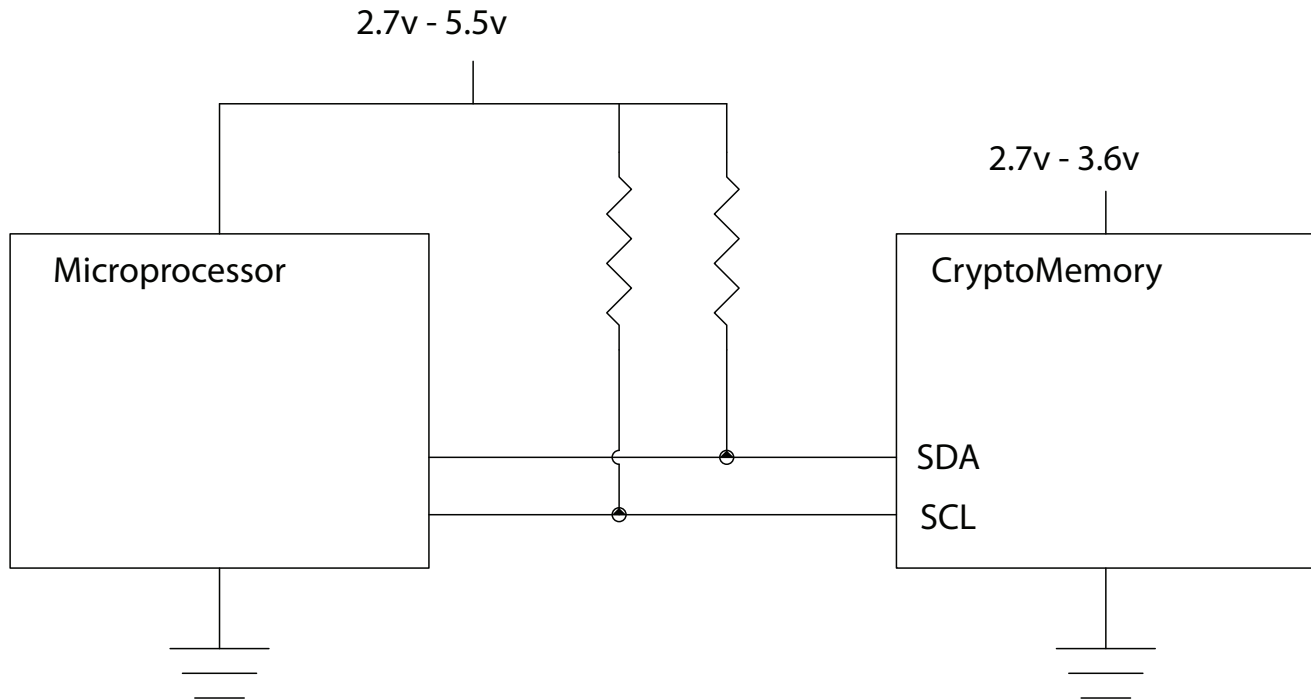 2.7v - 5.5v
2.7v - 3.6v
Microprocessor
CryptoMemory
SDA
SCL